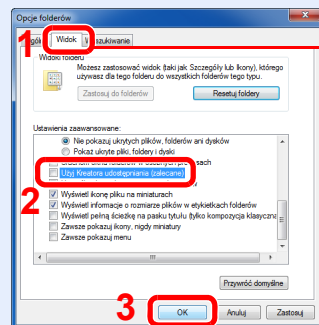 Opcje folderów
1
Widok
szukiwanie
Widoki folderu
Możesz zastosować widok (taki jak Szczegóły lub Ikony), którego
używasz dla tego folderu do wszystkich folderów tego typu.
Zastosuj do folderów
Resetuj foldery
Ustawienia zaawansowane:
Nie pokazuj ukrytych plików, folderów ani dysków
Pokaż ukryte pliki, foldery i dyski
Użyj Kreatora udostępniania (zalecane)
2
Wyświetl ikonę pliku na miniaturach
Wyświetl informacje o rozmiarze plików w etykietkach folderów
Wyświetl pełną ścieżkę na pasku tytułu (tylko kompozycja klasyczna
Zawsze pokazuj ikony, nigdy miniatury
Zawsze pokazuj menu
Przywróć domyślne
3
OK
Anuluj
Zastosuj